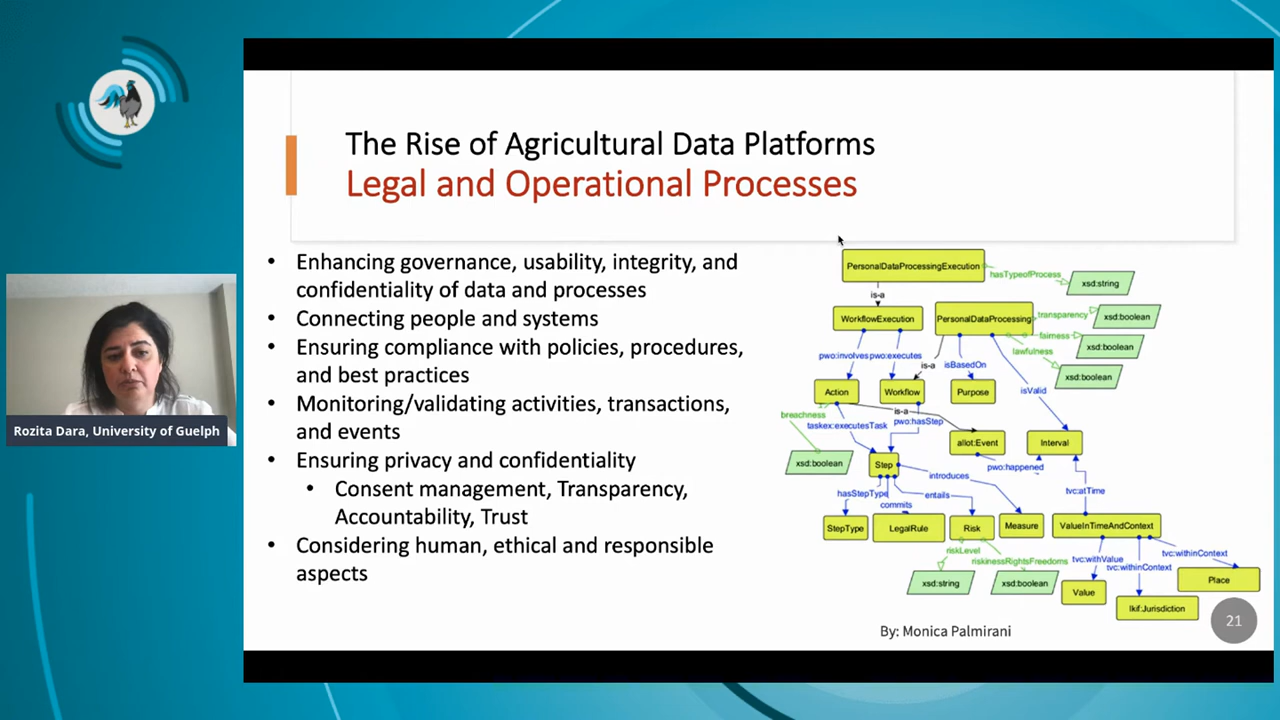 The Rise of Agricultural Data Platforms
Legal and Operational Processes
• Enhancing governance, usability, integrity, and
confidentiality of data and processes
• Connecting people and systems
• Ensuring compliance with policies, procedures,
and best practices
• Monitoring/validating activities, transactions,
and events
• Ensuring privacy and confidentiality
• Consent management, Transparency,
Accountability, Trust
• Considering human, ethical and responsible
aspects
PersonalDataProcessingExecution
hasTypeofProcess
xsd:string
is-a
WorkflowExecution
PersonalDataProcessing
transparency
xsd:boolean
fairness
xsd:boolean
lawfulness
xsd:boolean
pwo:involves
pwo:executes
is-a
isBasedOn
isValid
Action
Workflow
Purpose
breachness
is-a
pwo:hasStep
taskex:executesTask
allot:Event
Interval
xsd:boolean
Step
pwo:happened
introduces
hasStepType
commits
entails
tvc:atTime
StepType
LegalRule
Risk
Measure
ValueInTimeAndContext
riskLevel
riskinessRightsFreedoms
tvc:withValue
tvc:withinContext
tvc:withinContext
xsd:string
xsd:boolean
Value
Place
lkif:Jurisdiction
By: Monica Palmirani
21
Rozita Dara, University of Guelph